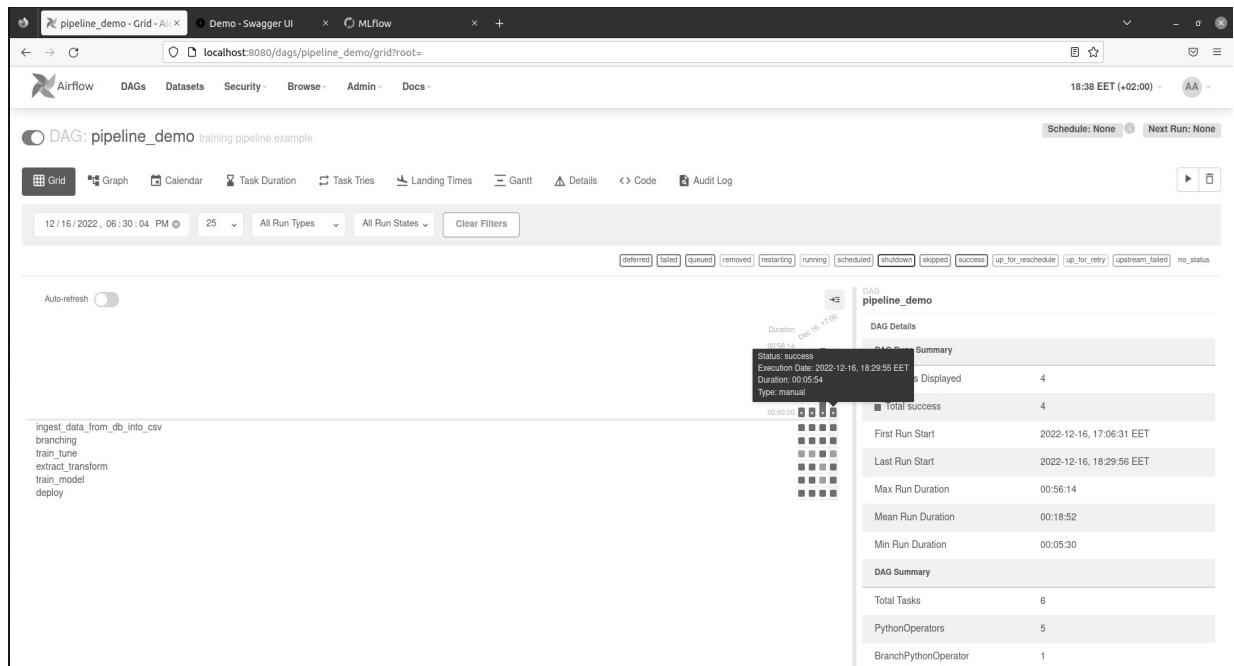 pipeline_demo - Grid - Air
Demo - Swagger UI
MLflow
localhost:8080/dags/pipeline_demo/grid?root=
Airflow DAGs Datasets Security Browse Admin Docs 18:38 EET (+02:00) AA
DAG: pipeline_demo training pipeline example Schedule: None Next Run: None
Grid Graph Calendar Task Duration Task Tries Landing Times Gantt Details <> Code Audit Log
12/16/2022, 06:30:04 PM 25 All Run Types All Run States Clear Filters
deferred failed queued removed restarting running scheduled shutdown skipped success up_for_reschedule up_for_retry upstream_failed no_status
Auto-refresh
Duration Dec 16, 17:06
00:56:14
Status: success
Execution Date: 2022-12-16, 18:29:55 EET
Duration: 00:05:54
Type: manual
00:00:00
ingest_data_from_db_into_csv
branching
train_tune
extract_transform
train_model
deploy
DAG
pipeline_demo
DAG Details
DAG Runs Summary
Displayed 4
Total success 4
First Run Start 2022-12-16, 17:06:31 EET
Last Run Start 2022-12-16, 18:29:56 EET
Max Run Duration 00:56:14
Mean Run Duration 00:18:52
Min Run Duration 00:05:30
DAG Summary
Total Tasks 6
PythonOperators 5
BranchPythonOperator 1